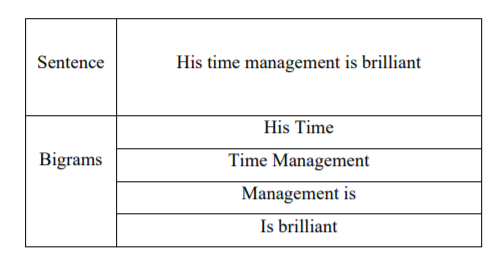 Sentence
His time management is brilliant
Bigrams
His Time
Time Management
Management is
Is brilliant